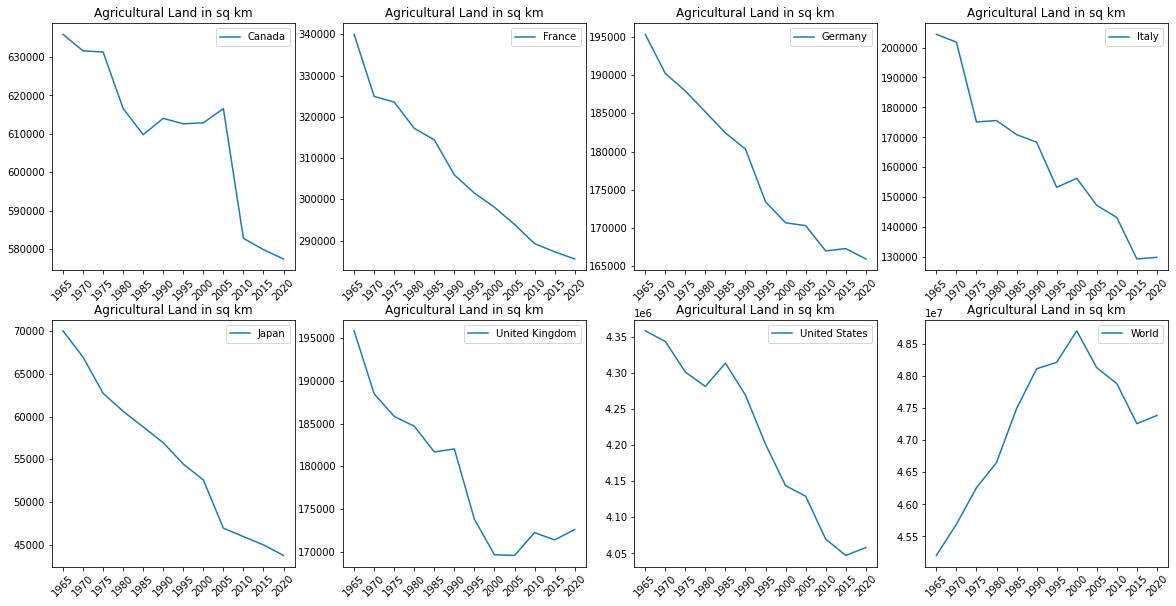 Agricultural Land in sq km
Canada
630000
620000
610000
600000
590000
580000
1965 1970 1975 1980 1985 1990 1995 2000 2005 2010 2015 2020
Agricultural Land in sq km
France
340000
330000
320000
310000
300000
290000
1965 1970 1975 1980 1985 1990 1995 2000 2005 2010 2015 2020
Agricultural Land in sq km
Germany
195000
190000
185000
180000
175000
170000
165000
1965 1970 1975 1980 1985 1990 1995 2000 2005 2010 2015 2020
Agricultural Land in sq km
Italy
200000
190000
180000
170000
160000
150000
140000
130000
1965 1970 1975 1980 1985 1990 1995 2000 2005 2010 2015 2020
Agricultural Land in sq km
Japan
70000
65000
60000
55000
50000
45000
1965 1970 1975 1980 1985 1990 1995 2000 2005 2010 2015 2020
Agricultural Land in sq km
United Kingdom
195000
190000
185000
180000
175000
170000
1965 1970 1975 1980 1985 1990 1995 2000 2005 2010 2015 2020
1e6
Agricultural Land in sq km
United States
4.35
4.30
4.25
4.20
4.15
4.10
4.05
1965 1970 1975 1980 1985 1990 1995 2000 2005 2010 2015 2020
1e7
Agricultural Land in sq km
World
4.85
4.80
4.75
4.70
4.65
4.60
4.55
1965 1970 1975 1980 1985 1990 1995 2000 2005 2010 2015 2020